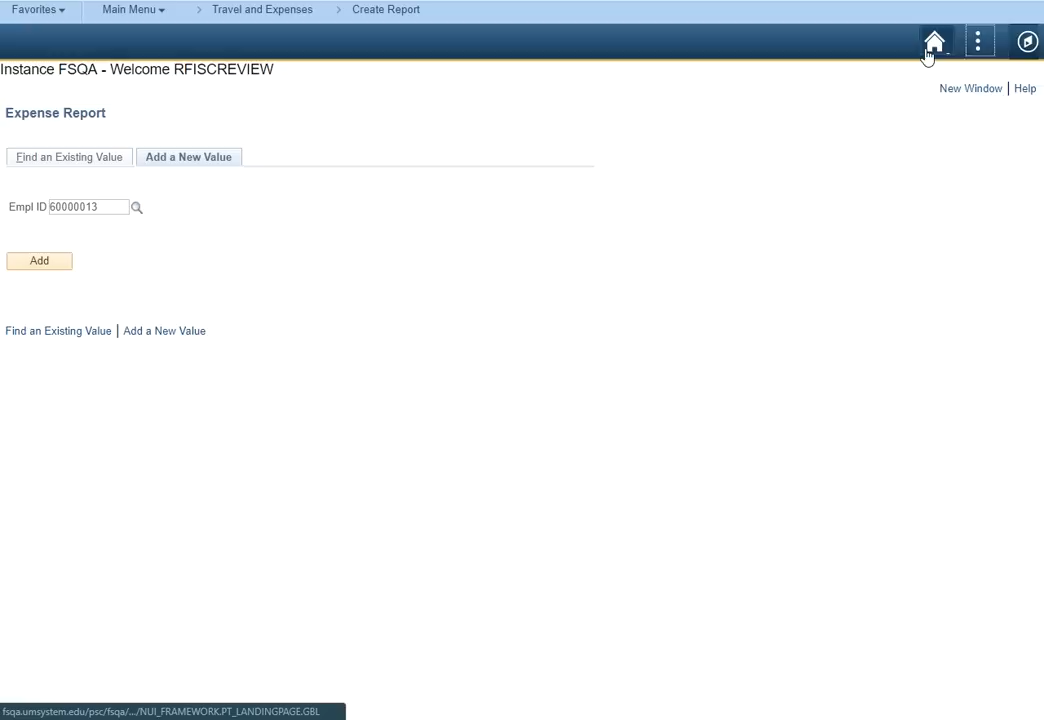 Favorites Main Menu > Travel and Expenses > Create Report
Instance FSQA - Welcome RFISCREVIEW
New Window | Help
Expense Report
Find an Existing Value Add a New Value
Empl ID 60000013
Add
Find an Existing Value | Add a New Value
fsqa.umsystem.edu/psc/fsqa/.../NUI_FRAMEWORK.PT_LANDINGPAGE.GBL